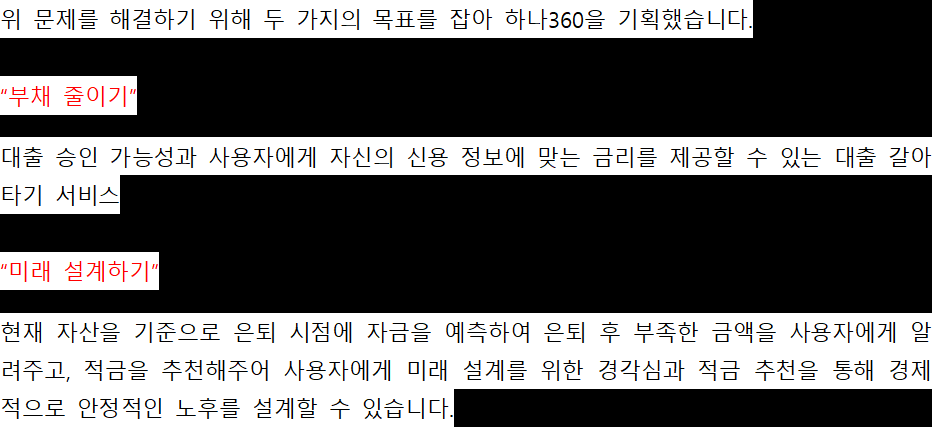 위 문제를 해결하기 위해 두 가지의 목표를 잡아 하나360을 기획했습니다.
“부채 줄이기”
대출 승인 가능성과 사용자에게 자신의 신용 정보에 맞는 금리를 제공할 수 있는 대출 갈아
타기 서비스
“미래 설계하기”
현재 자산을 기준으로 은퇴 시점에 자금을 예측하여 은퇴 후 부족한 금액을 사용자에게 알
려주고, 적금을 추천해주어 사용자에게 미래 설계를 위한 경각심과 적금 추천을 통해 경제
적으로 안정적인 노후를 설계할 수 있습니다.